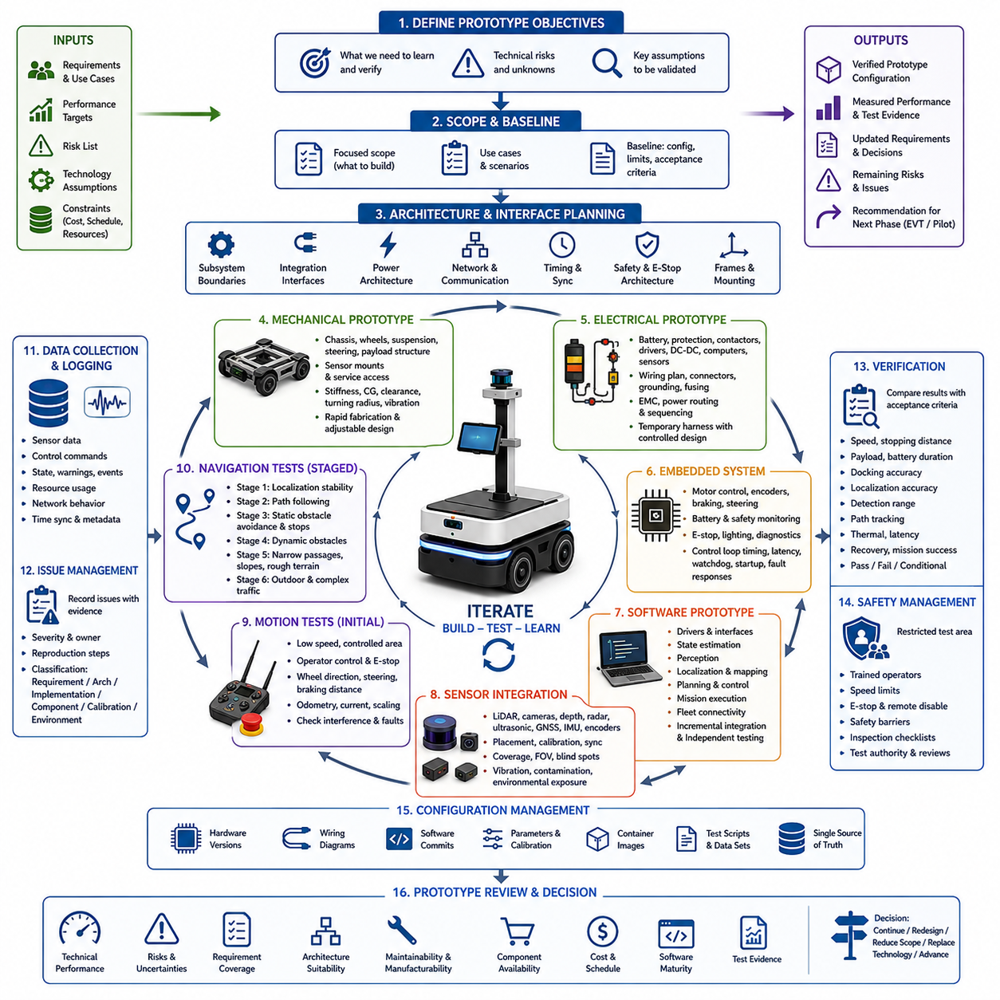 INPUTS
Requirements
& Use Cases
Performance
Targets
Risk List
Technology
Assumptions
Constraints
(Cost, Schedule,
Resources)
1. DEFINE PROTOTYPE OBJECTIVES
What we need to learn
and verify
Technical risks
and unknowns
Key assumptions
to be validated
2. SCOPE & BASELINE
Focused scope
(what to build)
Use cases
& scenarios
Baseline: config,
limits, acceptance
criteria
OUTPUTS
Verified Prototype
Configuration
Measured Performance
& Test Evidence
Updated Requirements
& Decisions
Remaining Risks
& Issues
Recommendation for
Next Phase (EVT / Pilot)
3. ARCHITECTURE & INTERFACE PLANNING
Subsystem
Boundaries
Integration
Interfaces
Power
Architecture
Network &
Communication
Timing &
Sync
Safety & E-Stop
Architecture
Frames &
Mounting
4. MECHANICAL PROTOTYPE
Chassis, wheels, suspension,
steering, payload structure
Sensor mounts
& service access
Stiffness, CG, clearance,
turning radius, vibration
Rapid fabrication &
adjustable design
5. ELECTRICAL PROTOTYPE
Battery, protection, contactors,
drivers, DC-DC, computers,
sensors
Wiring plan, connectors,
grounding, fusing
EMC, power routing
& sequencing
Temporary harness with
controlled design
6. EMBEDDED SYSTEM
Motor control, encoders,
braking, steering
Battery & safety monitoring
E-stop, lighting, diagnostics
Control loop timing, latency,
watchdog, startup, fault
responses
7. SOFTWARE PROTOTYPE
Drivers & interfaces
State estimation
Perception
Localization & mapping
Planning & control
Mission execution
Fleet connectivity
Incremental integration
& Independent testing
8. SENSOR INTEGRATION
LiDAR, cameras, depth, radar,
ultrasonic, GNSS, IMU, encoders
Placement, calibration, sync
Coverage, FOV, blind spots
Vibration, contamination,
environmental exposure
9. MOTION TESTS (INITIAL)
Low speed, controlled area
Operator control & E-stop
Wheel direction, steering,
braking distance
Odometry, current, scaling
Check interference & faults
10. NAVIGATION TESTS (STAGED)
Stage 1: Localization stability
Stage 2: Path following
Stage 3: Static obstacle
avoidance & stops
Stage 4: Dynamic obstacles
Stage 5: Narrow passages,
slopes, rough terrain
Stage 6: Outdoor & complex
traffic
ITERATE
BUILD – TEST – LEARN
11. DATA COLLECTION
& LOGGING
Sensor data
Control commands
State, warnings, events
Resource usage
Network behavior
Time sync & metadata
12. ISSUE MANAGEMENT
Record issues with
evidence
Severity & owner
Reproduction steps
Classification:
Requirement / Arch /
Implementation /
Component / Calibration /
Environment
13. VERIFICATION
Compare results with
acceptance criteria
Speed, stopping distance
Payload, battery duration
Docking accuracy
Localization accuracy
Detection range
Path tracking
Thermal, latency
Recovery, mission success
Pass / Fail / Conditional
14. SAFETY MANAGEMENT
Restricted test area
Trained operators
Speed limits
E-stop & remote disable
Safety barriers
Inspection checklists
Test authority & reviews
15. CONFIGURATION MANAGEMENT
Hardware
Versions
Wiring
Diagrams
Software
Commits
Parameters &
Calibration
Container
Images
Test Scripts
& Data Sets
Single Source
of Truth
16. PROTOTYPE REVIEW & DECISION
Technical
Performance
Risks &
Uncertainties
Requirement
Coverage
Architecture
Suitability
Maintainability &
Manufacturability
Component
Availability
Cost &
Schedule
Software
Maturity
Test Evidence
Decision:
Continue / Redesign /
Reduce Scope / Replace
Technology / Advance